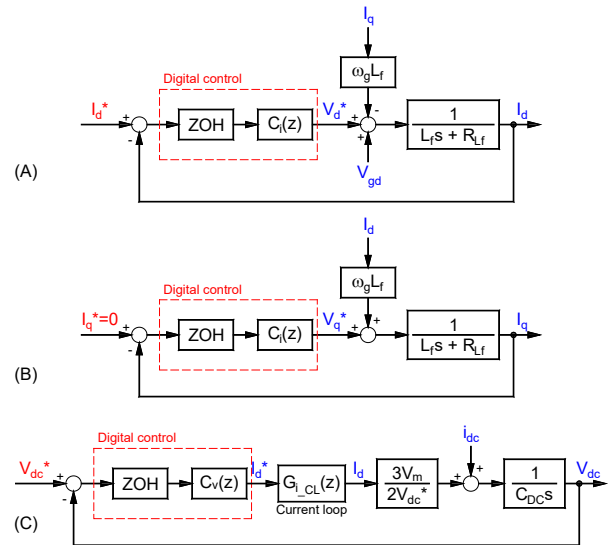 I_q
ω_gL_f
Digital control
I_d*
+
-
ZOH
C_i(z)
V_d*
+
-
+
1
L_fs + R_Lf
I_d
V_gd
(A)
I_d
ω_gL_f
Digital control
I_q*=0
+
-
ZOH
C_i(z)
V_q*
+
+
1
L_fs + R_Lf
I_q
(B)
i_dc
Digital control
V_dc*
+
-
ZOH
C_v(z)
I_d*
G_i_CL(z)
Current loop
I_d
3V_m
2V_dc*
+
+
1
C_DCs
V_dc
(C)